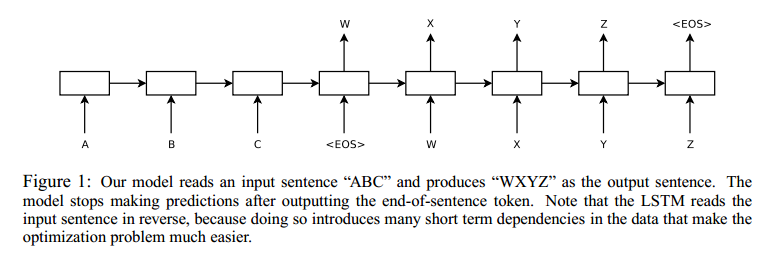 W X Y Z <EOS>
A B C <EOS> W X Y Z
Figure 1: Our model reads an input sentence “ABC” and produces “WXYZ” as the output sentence. The
model stops making predictions after outputting the end-of-sentence token. Note that the LSTM reads the
input sentence in reverse, because doing so introduces many short term dependencies in the data that make the
optimization problem much easier.